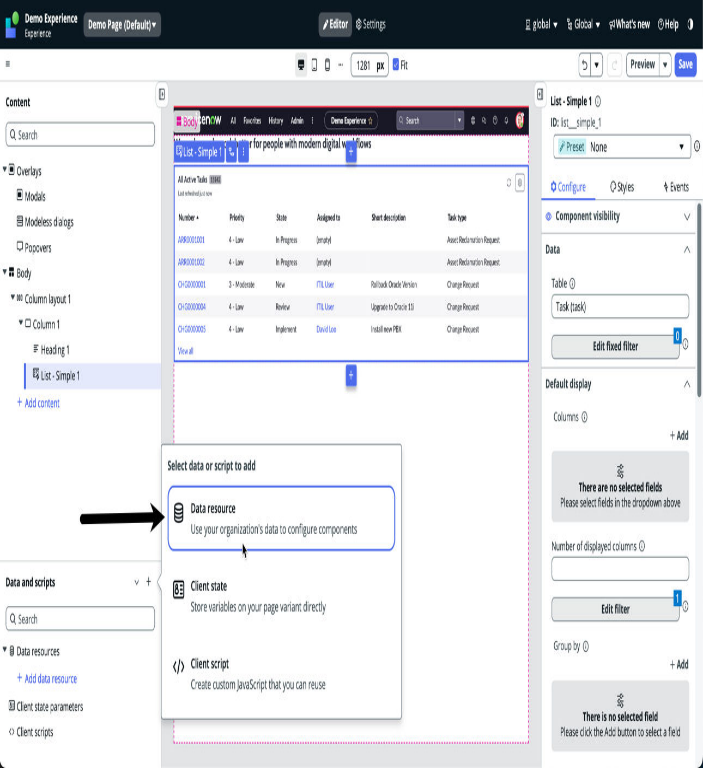 Demo Experience
Experience
Demo Page (Default)
Editor
Settings
global
Global
What's new
Help
1281 px
Fit
Preview
Save
Content
Search
Overlays
Modals
Modeless dialogs
Popovers
Body
Column layout 1
Column 1
Heading 1
List - Simple 1
+ Add content
Data and scripts
Search
Data resources
+ Add data resource
Client state parameters
Client scripts
Body
All
Favorites
History
Admin
Demo Experience
Search
for people with modern digital workflows
List - Simple 1
All Active Tasks
Last refreshed just now
Number Priority State Assigned to Short description Task type
ARR0001001 4 - Low In Progress (empty) Asset Reclamation Request
ARR0001002 4 - Low In Progress (empty) Asset Reclamation Request
CHG0000001 3 - Moderate New ITIL User Rollback Oracle Version Change Request
CHG0000004 4 - Low Review ITIL User Upgrade to Oracle 11i Change Request
CHG0000005 4 - Low Implement David Loo Install new PBX Change Request
View all
Select data or script to add
Data resource
Use your organization's data to configure components
Client state
Store variables on your page variant directly
Client script
Create custom JavaScript that you can reuse
List - Simple 1
ID: list__simple_1
Preset None
Configure
Styles
Events
Component visibility
Data
Table
Task (task)
Edit fixed filter
0
Default display
Columns
+ Add
There are no selected fields
Please select fields in the dropdown above
Number of displayed columns
Edit filter
1
Group by
+ Add
There is no selected field
Please click the Add button to select a field